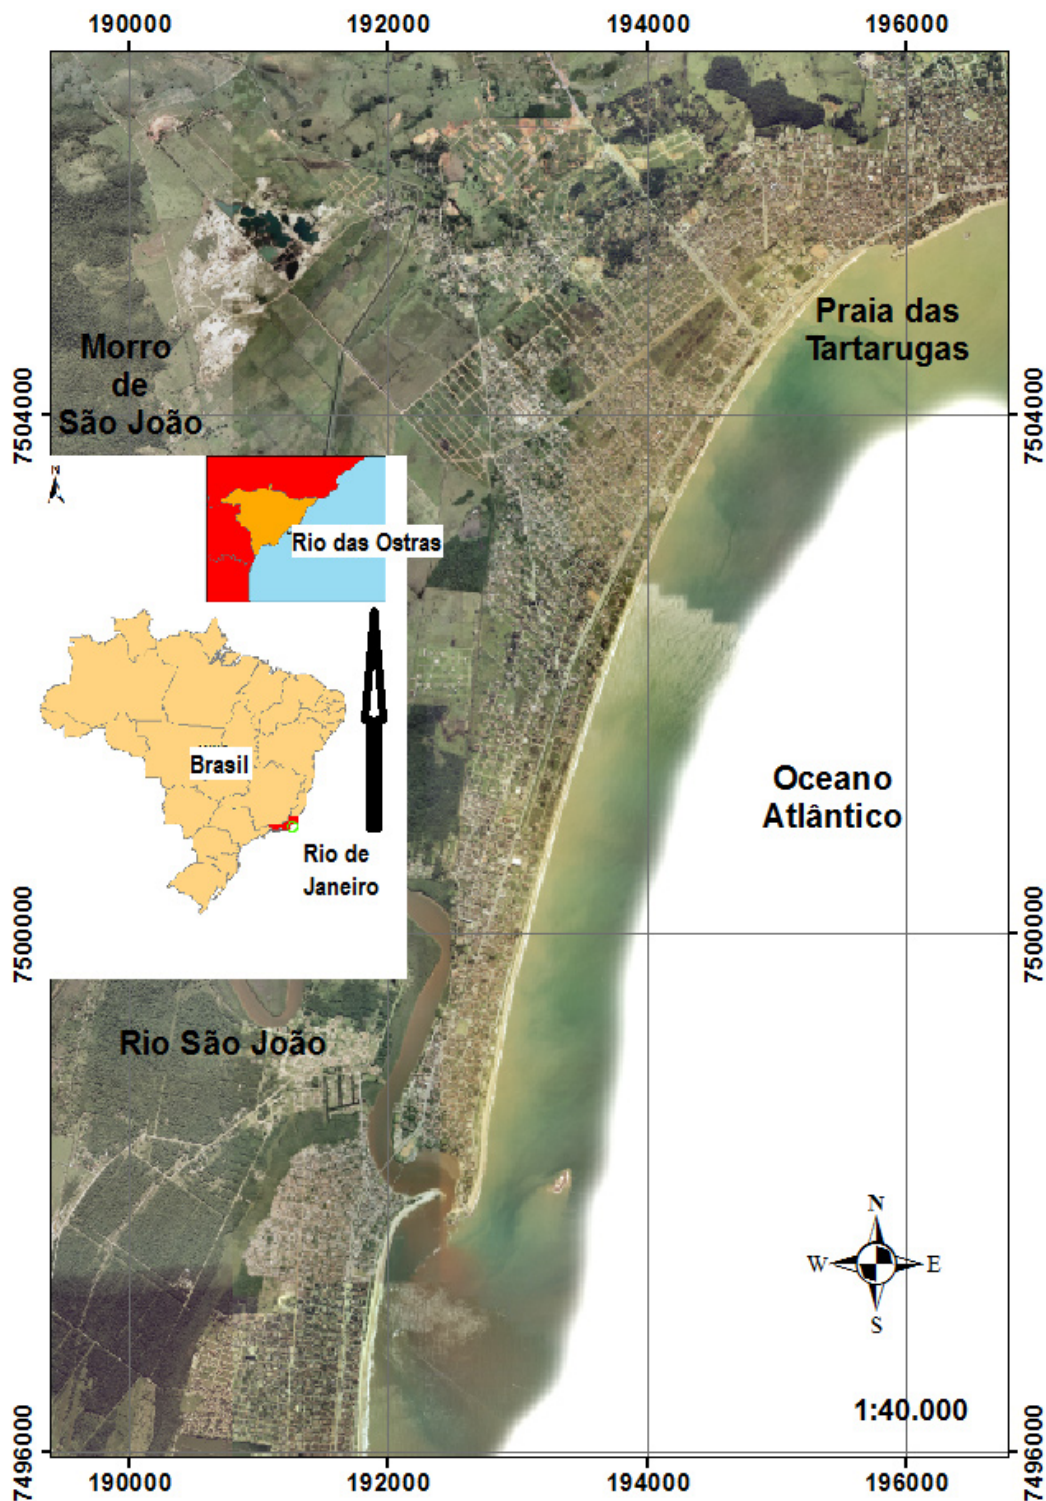 190000
192000
194000
196000
Praia das
Tartarugas
Morro
de
São João
7504000
7504000
Rio das Ostras
Brasil
Oceano
Atlântico
Rio de
Janeiro
7500000
7500000
Rio São João
N
W
E
S
1:40.000
7496000
7496000
190000
192000
194000
196000